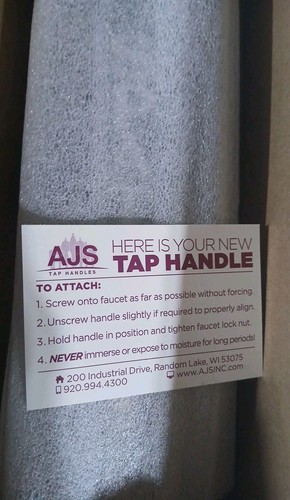 AJS
TAP HANDLES
HERE IS YOUR NEW
TAP HANDLE
TO ATTACH:
1. Screw onto faucet as far as possible without forcing.
2. Unscrew handle slightly if required to properly align.
3. Hold handle in position and tighten faucet lock nut.
4. NEVER immerse or expose to moisture for long periods!
200 Industrial Drive, Random Lake, WI 53075
920.994.4300 www.AJSINC.com